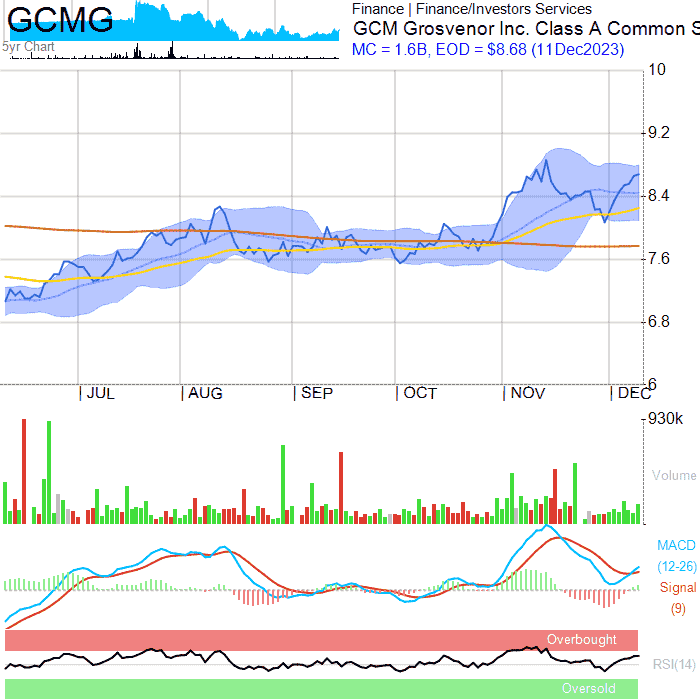 GCMG
5yr Chart
Finance | Finance/Investors Services
GCM Grosvenor Inc. Class A Common S
MC = 1.6B, EOD = $8.68 (11Dec2023)
10
9.2
8.4
7.6
6.8
6
| JUL | AUG | SEP | OCT | NOV | DEC
930k
Volume
MACD
(12-26)
Signal
(9)
Overbought
RSI(14)
Oversold